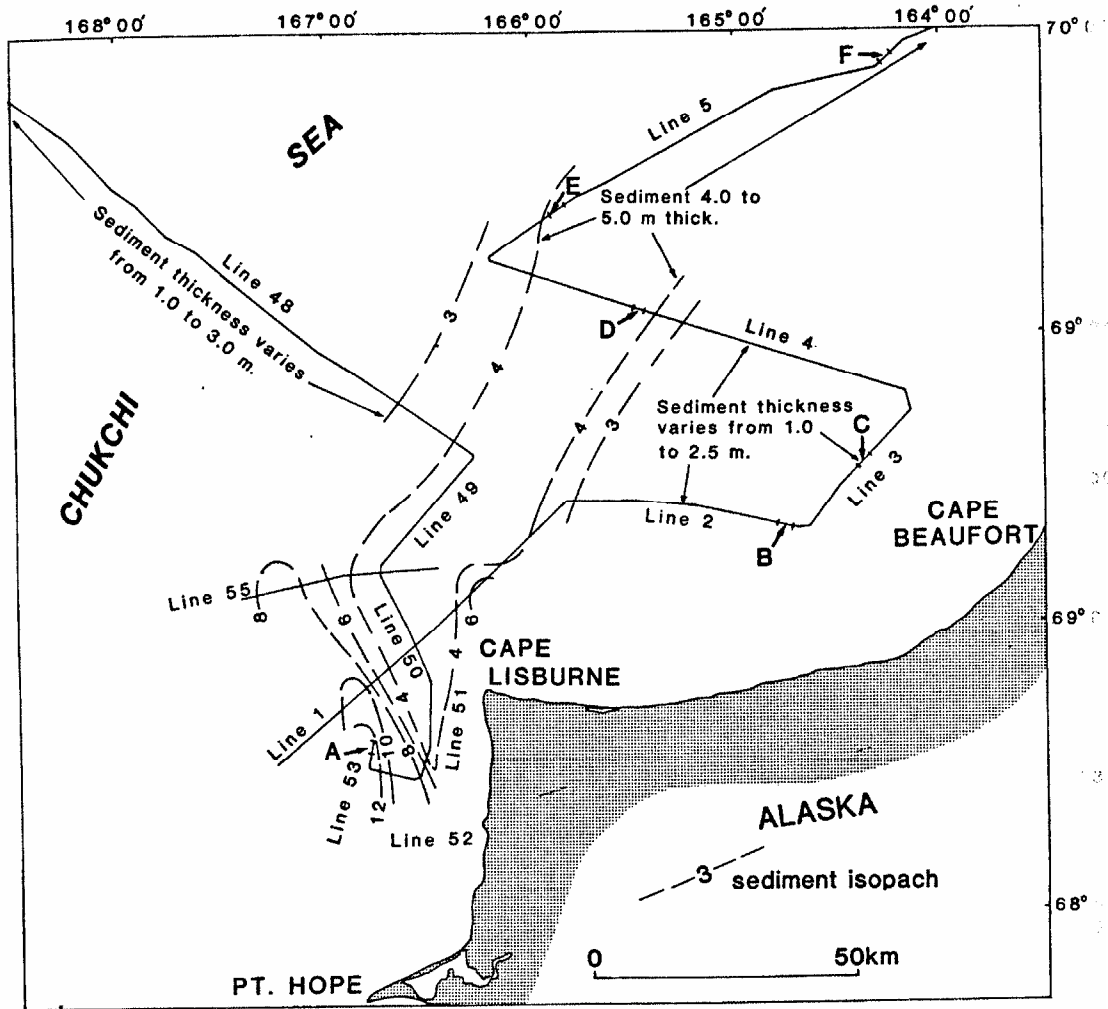 168°00'
167°00'
166°00'
165°00'
164°00'
70°
F
Line 5
SEA
E
Sediment 4.0 to
5.0 m thick.
Sediment thickness varies
from 1.0 to 3.0 m.
Line 48
3
D
Line 4
69°
4
CHUKCHI
Sediment thickness
varies from 1.0
to 2.5 m.
C
4
3
Line 3
Line 49
Line 2
B
CAPE
BEAUFORT
Line 55
8
6
6
Line 50
69°
4
CAPE
LISBURNE
4
Line 51
Line 1
A
10
8
Line 53
12
Line 52
ALASKA
3 sediment isopach
68°
0 50km
PT. HOPE